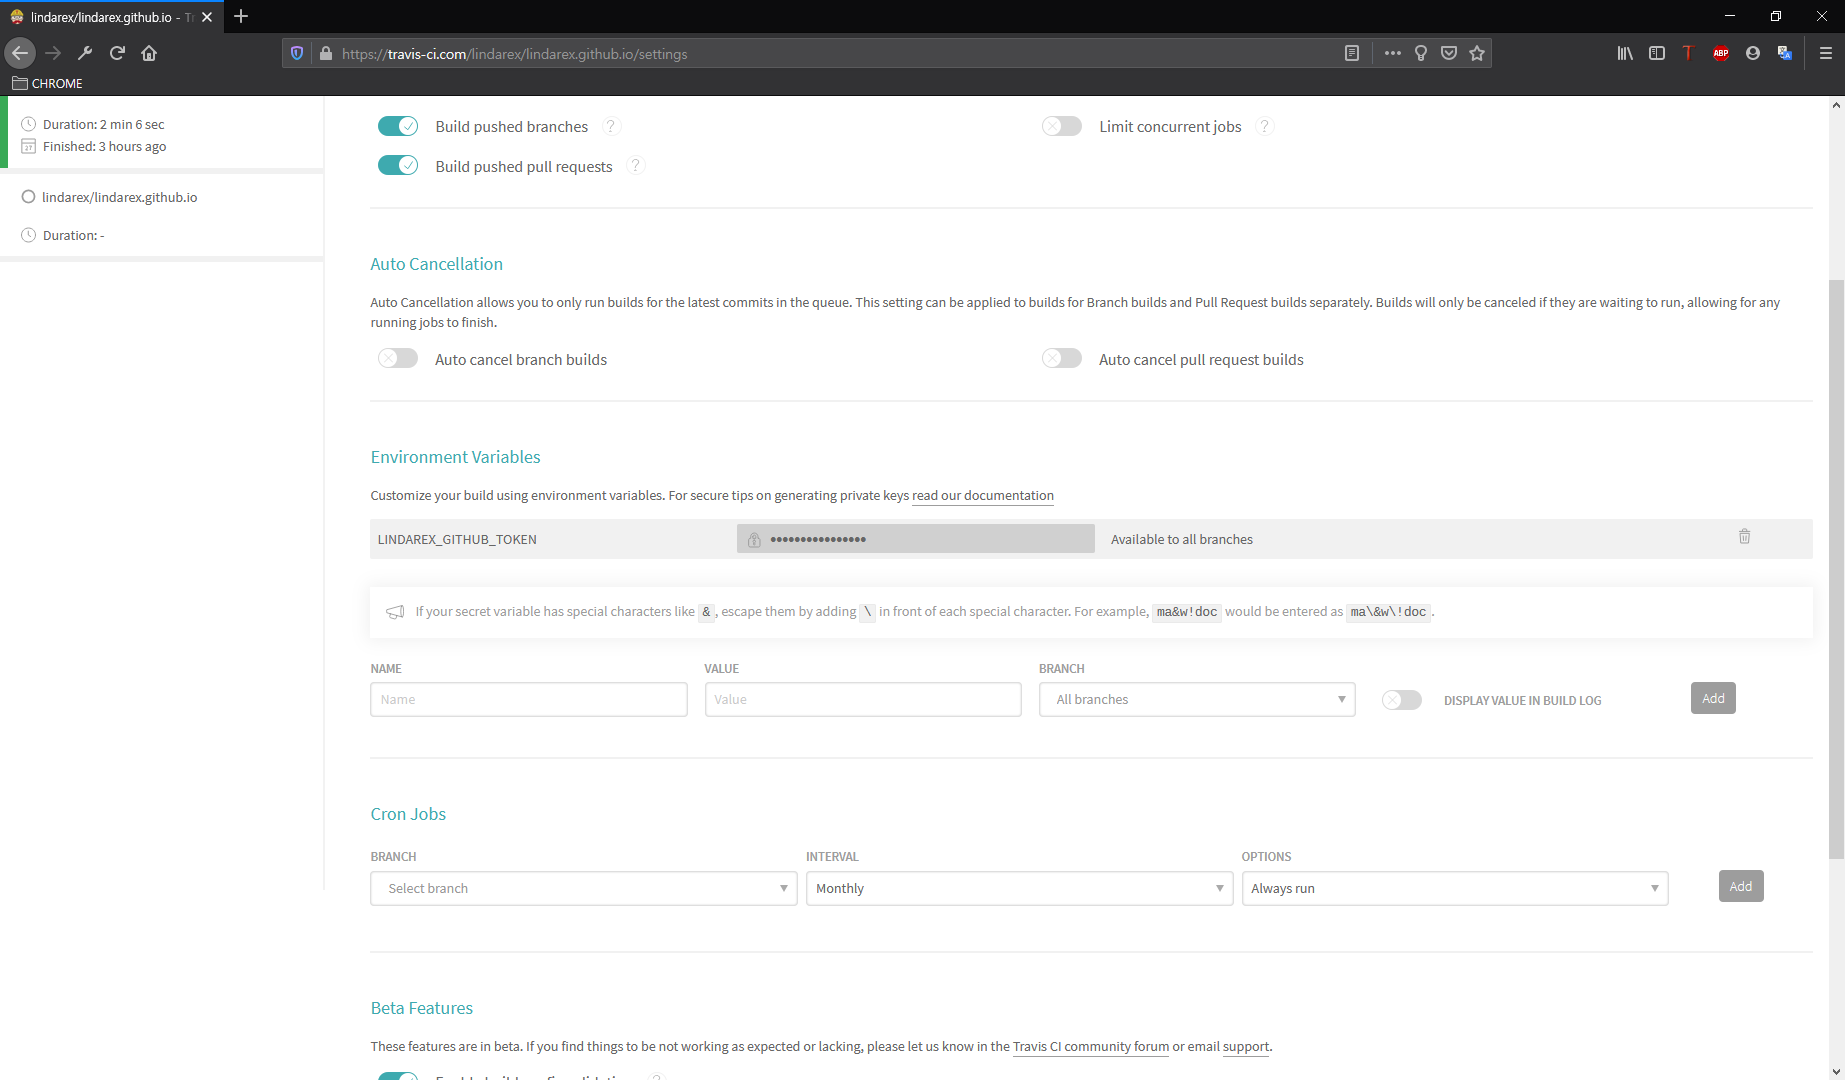 lindarex/lindarex.github.io - Tr
https://travis-ci.com/lindarex/lindarex.github.io/settings
ABP
CHROME
Duration: 2 min 6 sec
Finished: 3 hours ago
lindarex/lindarex.github.io
Duration: -
Build pushed branches ?
Limit concurrent jobs ?
Build pushed pull requests ?
Auto Cancellation
Auto Cancellation allows you to only run builds for the latest commits in the queue. This setting can be applied to builds for Branch builds and Pull Request builds separately. Builds will only be canceled if they are waiting to run, allowing for any
running jobs to finish.
Auto cancel branch builds
Auto cancel pull request builds
Environment Variables
Customize your build using environment variables. For secure tips on generating private keys read our documentation
LINDAREX_GITHUB_TOKEN •••••••••••••••• Available to all branches
If your secret variable has special characters like &, escape them by adding \ in front of each special character. For example, ma&w!doc would be entered as ma\&w\!doc.
NAME VALUE BRANCH
Name Value All branches DISPLAY VALUE IN BUILD LOG Add
Cron Jobs
BRANCH INTERVAL OPTIONS
Select branch Monthly Always run Add
Beta Features
These features are in beta. If you find things to be not working as expected or lacking, please let us know in the Travis CI community forum or email support.